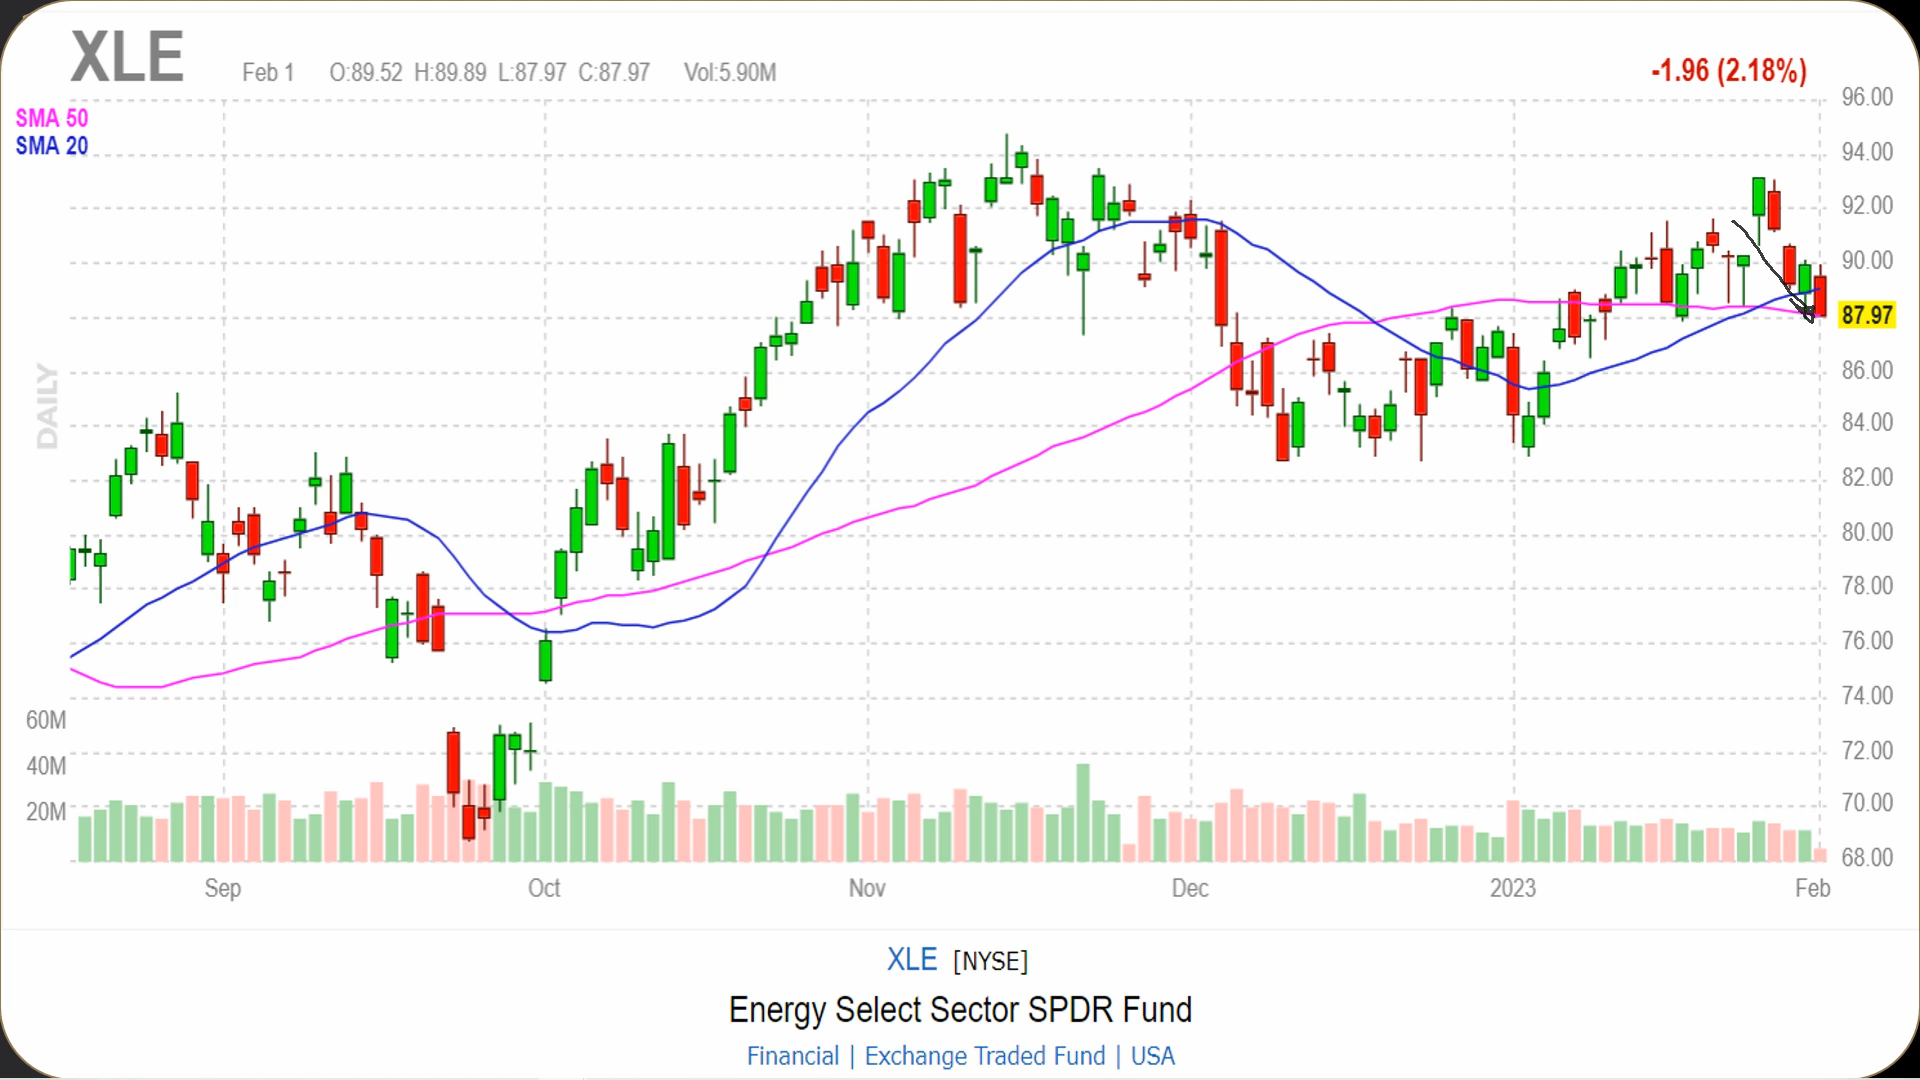 XLE Feb 1 O:89.52 H:89.89 L:87.97 C:87.97 Vol:5.90M -1.96 (2.18%)
SMA 50
SMA 20
96.00
94.00
92.00
90.00
87.97
86.00
84.00
82.00
80.00
78.00
76.00
74.00
72.00
70.00
68.00
DAILY
60M
40M
20M
Sep Oct Nov Dec 2023 Feb
XLE [NYSE]
Energy Select Sector SPDR Fund
Financial | Exchange Traded Fund | USA